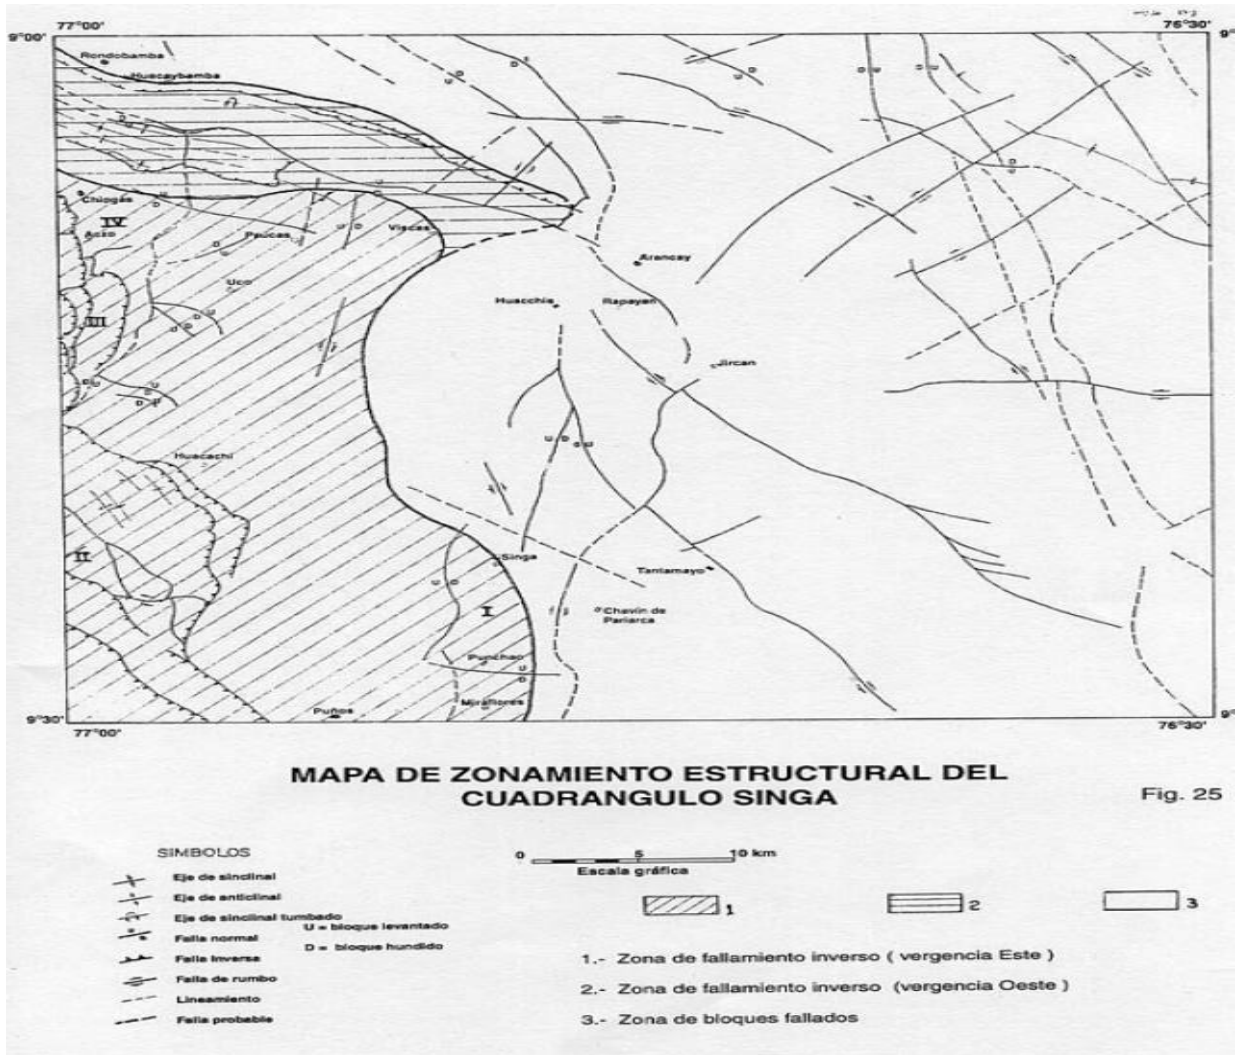 77°00'
76°30'
9°00'
Rondobamba
Huacaybamba
Chingas
IV
Aczo
Paucas
Viscas
Uco
III
Arancay
Huacchis
Rapayan
Jircan
Huacachi
II
Singa
Tantamayo
I
Chavin de
Pariarca
Punchao
Miraflores
Puños
9°30'
77°00'
76°30'
MAPA DE ZONAMIENTO ESTRUCTURAL DEL
CUADRANGULO SINGA
Fig. 25
SIMBOLOS
0 5 10 km
Escala gráfica
Eje de sinclinal
Eje de anticlinal
Eje de sinclinal tumbado
U = bloque levantado
Falla normal
D = bloque hundido
Falla Inversa
Falla de rumbo
Lineamiento
Falla probable
1
2
3
1.- Zona de fallamiento inverso ( vergencia Este )
2.- Zona de fallamiento inverso (vergencia Oeste )
3.- Zona de bloques fallados